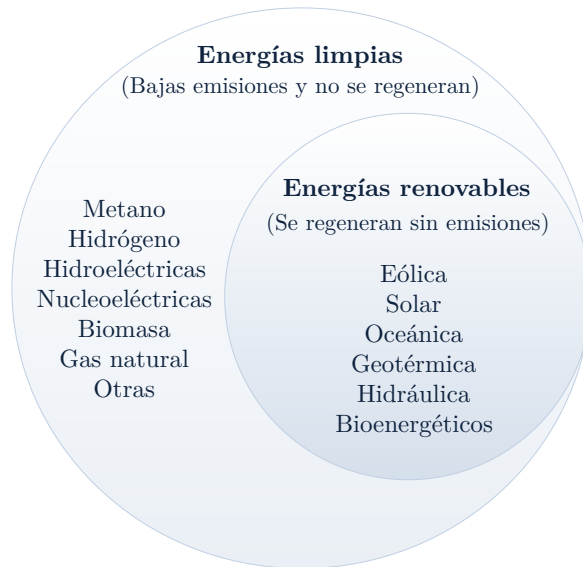 Energías limpias
(Bajas emisiones y no se regeneran)
Energías renovables
(Se regeneran sin emisiones)
Metano
Hidrógeno
Hidroeléctricas
Nucleoeléctricas
Biomasa
Gas natural
Otras
Eólica
Solar
Oceánica
Geotérmica
Hidráulica
Bioenergéticos